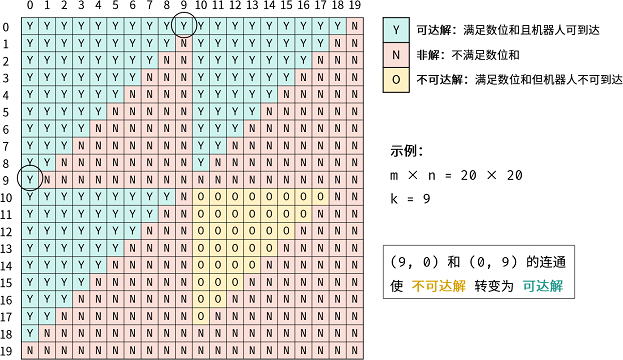 0 1 2 3 4 5 6 7 8 9 10 11 12 13 14 15 16 17 18 19
0 Y Y Y Y Y Y Y Y Y Y Y Y Y Y Y Y Y Y Y N
1 Y Y Y Y Y Y Y Y Y N Y Y Y Y Y Y Y Y N N
2 Y Y Y Y Y Y Y Y N N Y Y Y Y Y Y Y N N N
3 Y Y Y Y Y Y Y N N N Y Y Y Y Y Y N N N N
4 Y Y Y Y Y Y N N N N Y Y Y Y Y N N N N N
5 Y Y Y Y Y N N N N N Y Y Y Y N N N N N N
6 Y Y Y Y N N N N N N Y Y Y N N N N N N N
7 Y Y Y N N N N N N N Y Y N N N N N N N N
8 Y Y N N N N N N N N Y N N N N N N N N N
9 Y N N N N N N N N N N N N N N N N N N N
10 Y Y Y Y Y Y Y Y Y N O O O O O O O O N N
11 Y Y Y Y Y Y Y Y N N O O O O O O O N N N
12 Y Y Y Y Y Y Y N N N O O O O O O N N N N
13 Y Y Y Y Y Y N N N N O O O O O N N N N N
14 Y Y Y Y Y N N N N N O O O O N N N N N N
15 Y Y Y Y N N N N N N O O O N N N N N N N
16 Y Y Y N N N N N N N O O N N N N N N N N
17 Y Y N N N N N N N N O N N N N N N N N N
18 Y N N N N N N N N N N N N N N N N N N N
19 N N N N N N N N N N N N N N N N N N N N
Y 可达解：满足数位和且机器人可到达
N 非解：不满足数位和
O 不可达解：满足数位和但机器人不可到达
示例：
m × n = 20 × 20
k = 9
(9, 0) 和 (0, 9) 的连通
使 不可达解 转变为 可达解